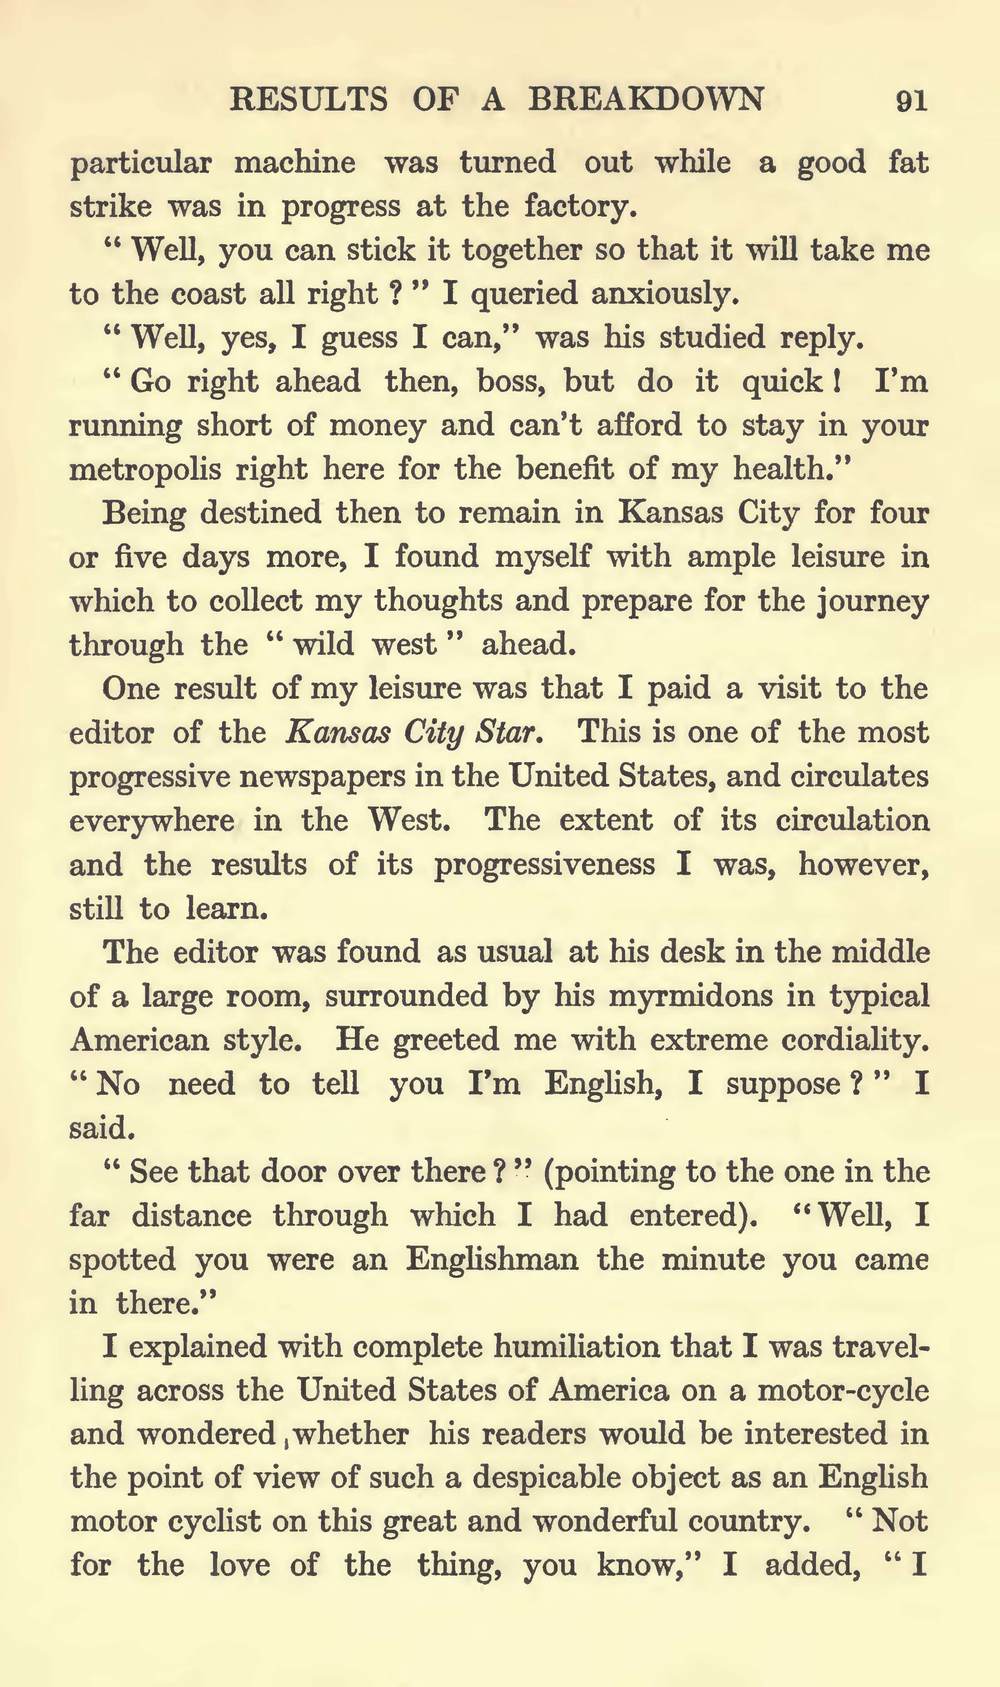 RESULTS OF A BREAKDOWN 91
particular machine was turned out while a good fat
strike was in progress at the factory.
“ Well, you can stick it together so that it will take me
to the coast all right ? ” I queried anxiously.
“ Well, yes, I guess I can,” was his studied reply.
“ Go right ahead then, boss, but do it quick ! I’m
running short of money and can’t afford to stay in your
metropolis right here for the benefit of my health.”
Being destined then to remain in Kansas City for four
or five days more, I found myself with ample leisure in
which to collect my thoughts and prepare for the journey
through the “ wild west ” ahead.
One result of my leisure was that I paid a visit to the
editor of the Kansas City Star. This is one of the most
progressive newspapers in the United States, and circulates
everywhere in the West. The extent of its circulation
and the results of its progressiveness I was, however,
still to learn.
The editor was found as usual at his desk in the middle
of a large room, surrounded by his myrmidons in typical
American style. He greeted me with extreme cordiality.
“ No need to tell you I’m English, I suppose ? ” I
said.
“ See that door over there ? ” (pointing to the one in the
far distance through which I had entered). “ Well, I
spotted you were an Englishman the minute you came
in there.”
I explained with complete humiliation that I was travel-
ling across the United States of America on a motor-cycle
and wondered whether his readers would be interested in
the point of view of such a despicable object as an English
motor cyclist on this great and wonderful country. “ Not
for the love of the thing, you know,” I added, “ I